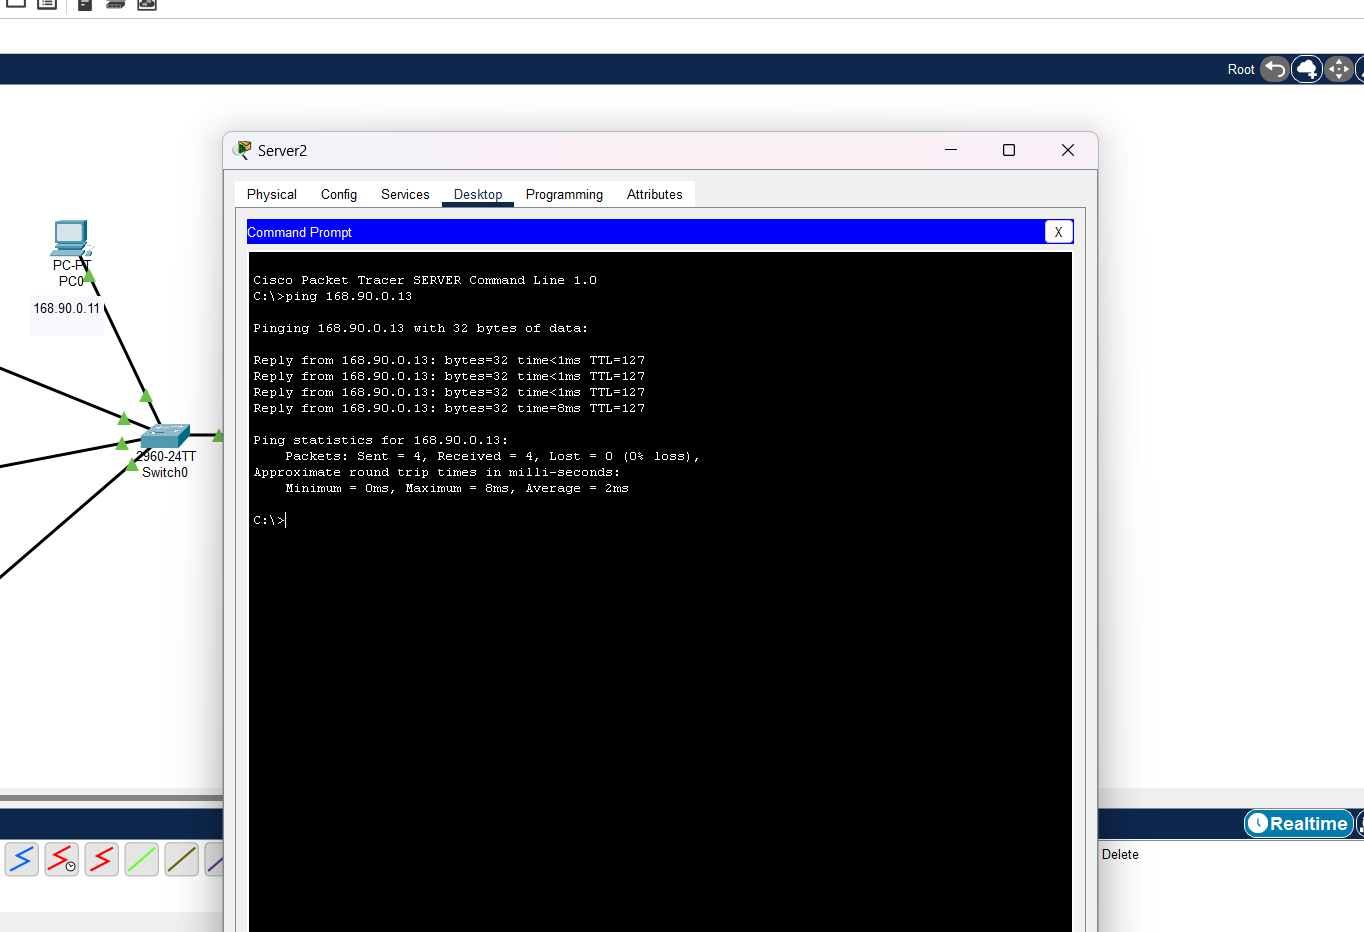 Root
Server2
Physical Config Services Desktop Programming Attributes
Command Prompt
X
PC-PT
PC0
168.90.0.11
2960-24TT
Switch0
Cisco Packet Tracer SERVER Command Line 1.0
C:\>ping 168.90.0.13
Pinging 168.90.0.13 with 32 bytes of data:
Reply from 168.90.0.13: bytes=32 time<1ms TTL=127
Reply from 168.90.0.13: bytes=32 time<1ms TTL=127
Reply from 168.90.0.13: bytes=32 time<1ms TTL=127
Reply from 168.90.0.13: bytes=32 time=8ms TTL=127
Ping statistics for 168.90.0.13:
Packets: Sent = 4, Received = 4, Lost = 0 (0% loss),
Approximate round trip times in milli-seconds:
Minimum = 0ms, Maximum = 8ms, Average = 2ms
C:\>
Realtime
Delete